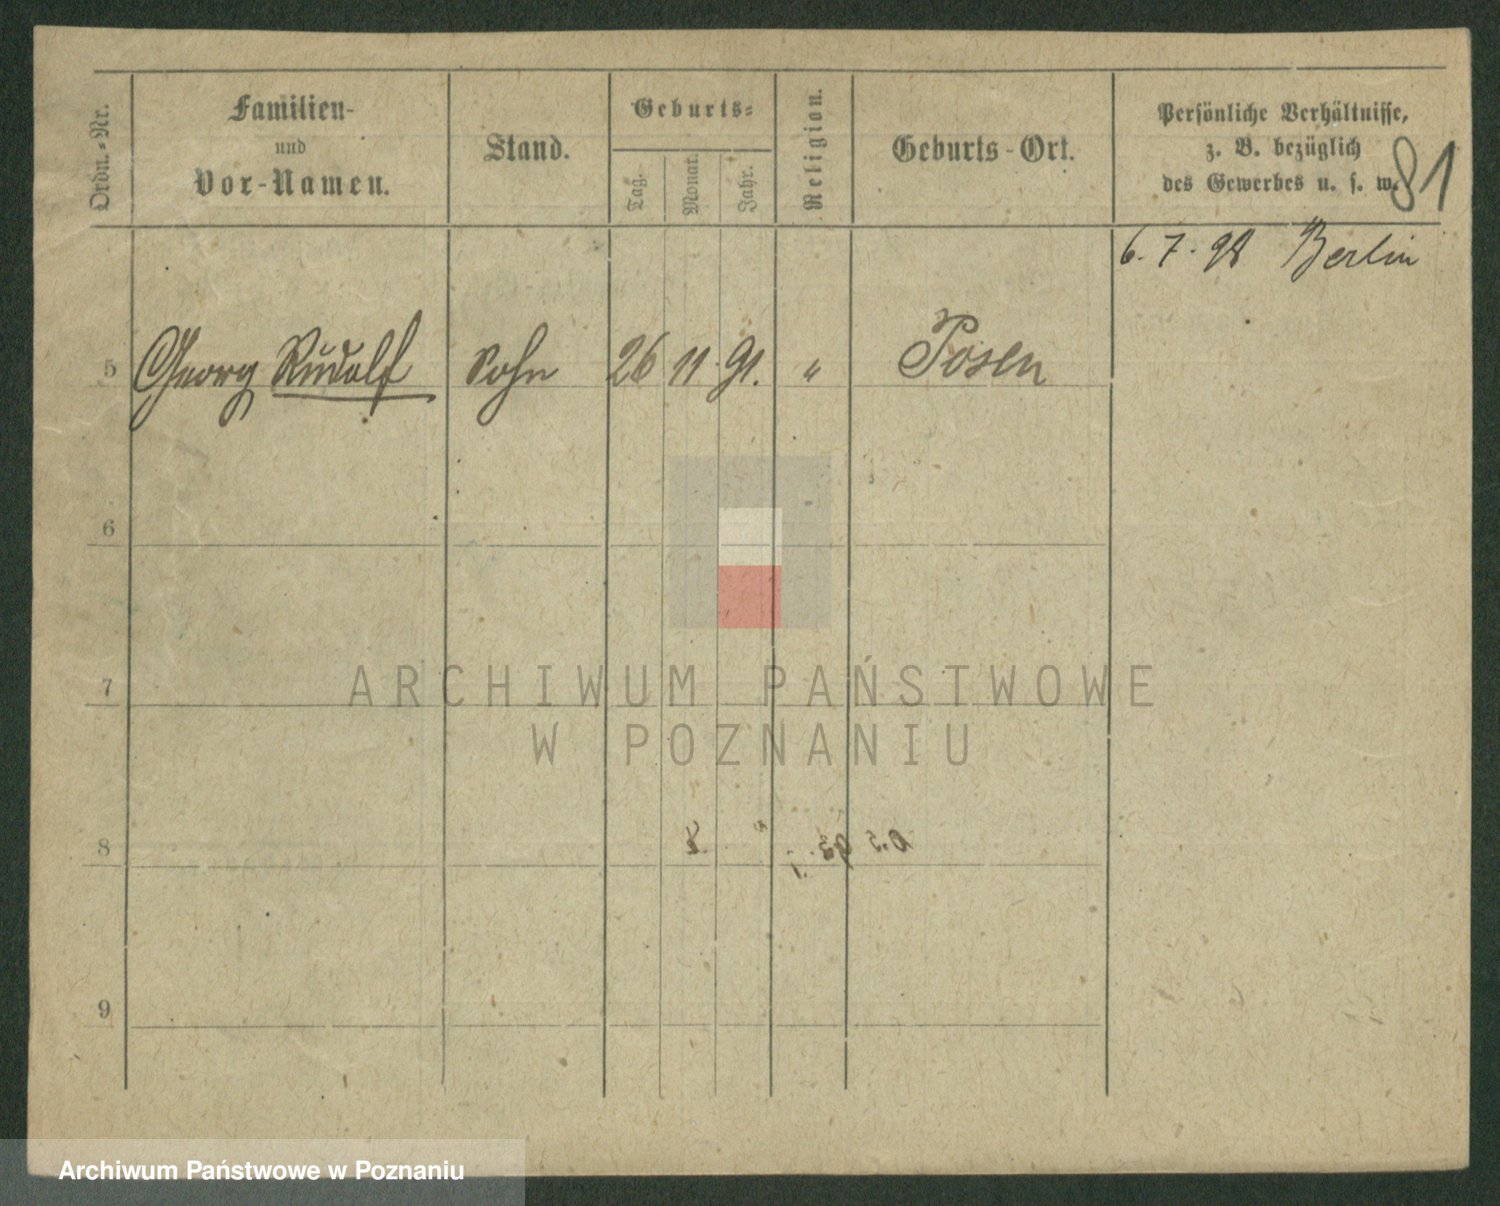 Ordn.-Nr.
Familien-
und
Vor-Namen.
Stand.
Geburts-
Tag.
Monat.
Jahr.
Religion.
Geburts-Ort.
Persönliche Verhältnisse,
z. B. bezüglich
des Gewerbes u. s. w.
81
6. 7. 98 Berlin
5 Georg Rudolf Sohn 26 11. 91. " Posen
6
7
ARCHIWUM PAŃSTWOWE
W POZNANIU
8
9
Archiwum Państwowe w Poznaniu